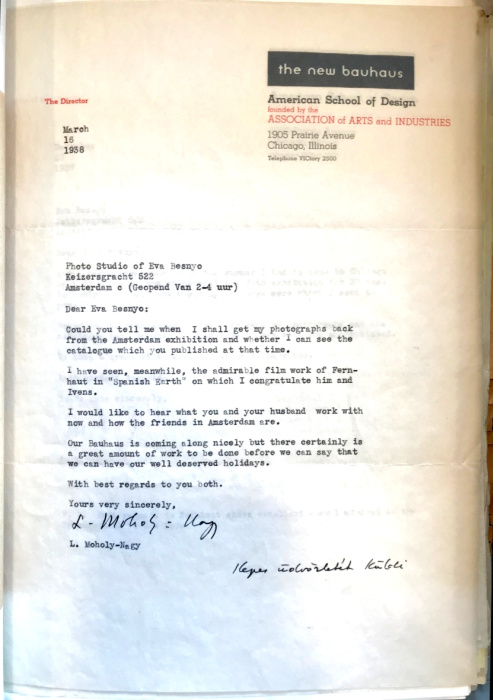 the new bauhaus
American School of Design
founded by the
ASSOCIATION of ARTS and INDUSTRIES
1905 Prairie Avenue
Chicago, Illinois
Telephone VICtory 2500
The Director
March
16
1938
Photo Studio of Eva Besnyo
Keizersgracht 522
Amsterdam c (Geopend Van 2-4 uur)
Dear Eva Besnyo:
Could you tell me when I shall get my photographs back
from the Amsterdam exhibition and whether I can see the
catalogue which you published at that time.
I have seen, meanwhile, the admirable film work of Fern-
haut in "Spanish Earth" on which I congratulate him and
Ivens.
I would like to hear what you and your husband work with
now and how the friends in Amsterdam are.
Our Bauhaus is coming along nicely but there certainly is
a great amount of work to be done before we can say that
we can have our well deserved holidays.
With best regards to you both.
Yours very sincerely,
L. Moholy=Nagy
L. Moholy-Nagy
Kepes üdvözletét küldi